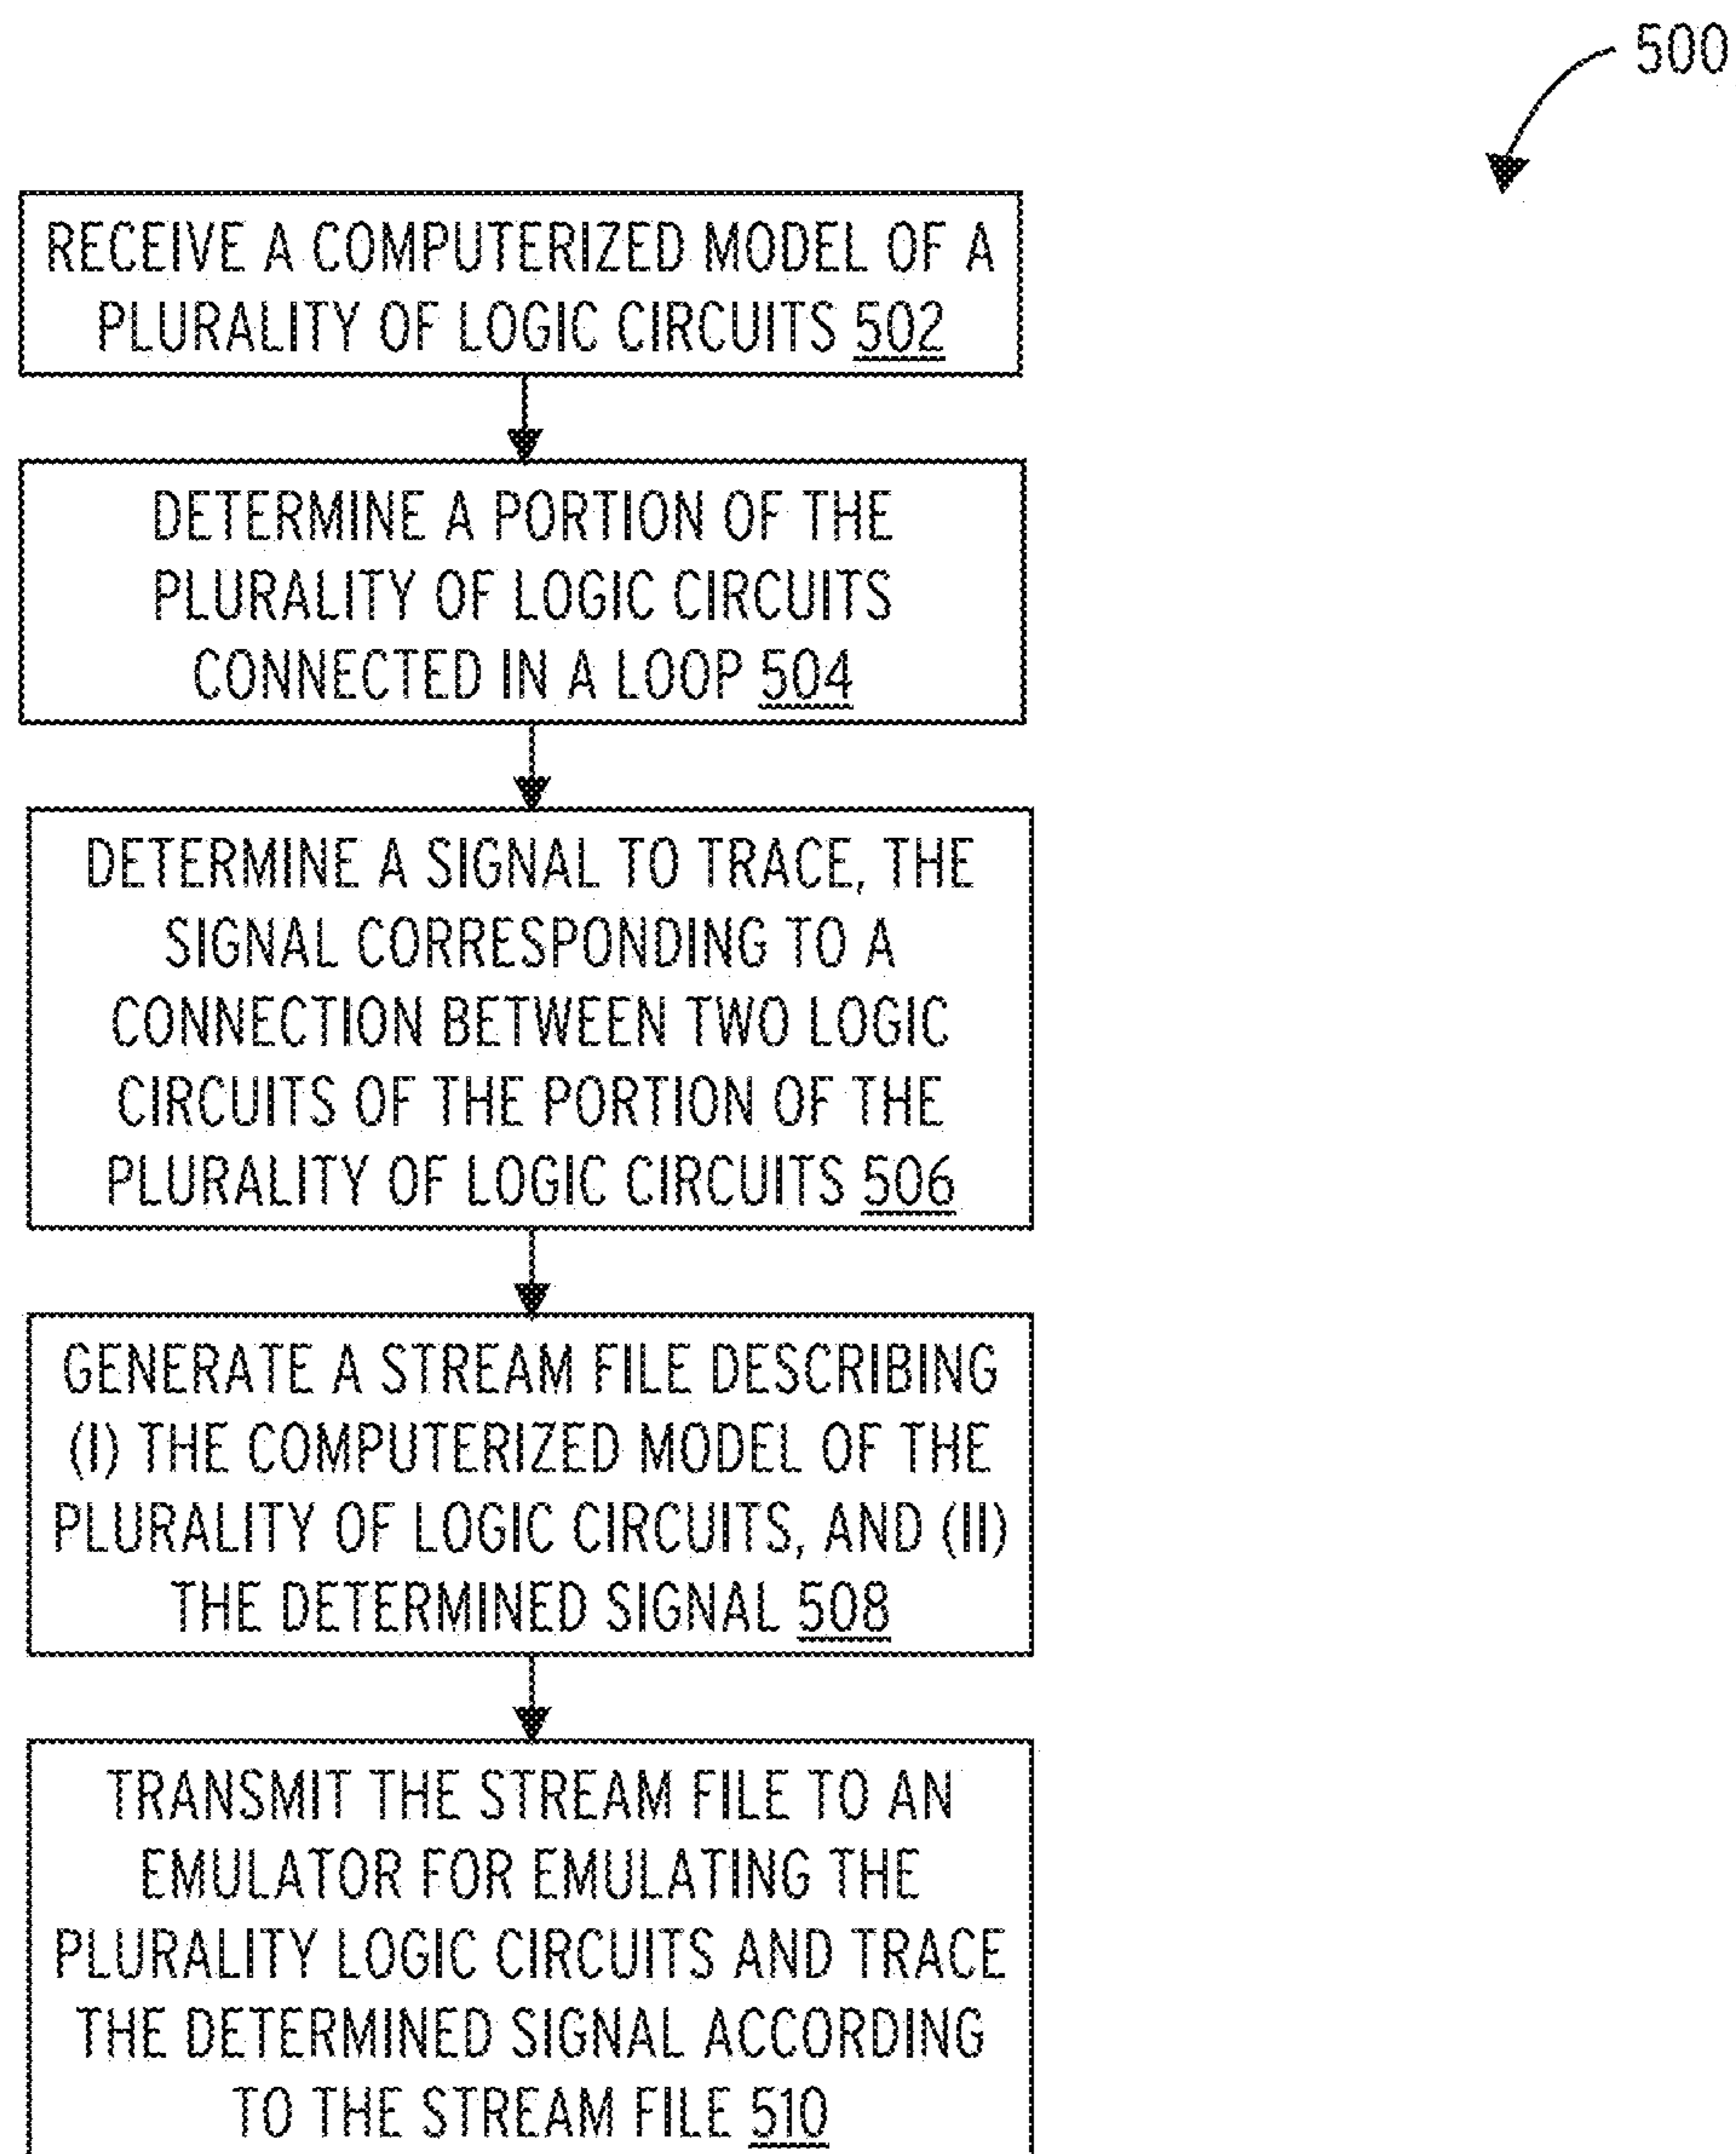 500
RECEIVE A COMPUTERIZED MODEL OF A
PLURALITY OF LOGIC CIRCUITS 502
DETERMINE A PORTION OF THE
PLURALITY OF LOGIC CIRCUITS
CONNECTED IN A LOOP 504
DETERMINE A SIGNAL TO TRACE, THE
SIGNAL CORRESPONDING TO A
CONNECTION BETWEEN TWO LOGIC
CIRCUITS OF THE PORTION OF THE
PLURALITY OF LOGIC CIRCUITS 506
GENERATE A STREAM FILE DESCRIBING
(I) THE COMPUTERIZED MODEL OF THE
PLURALITY OF LOGIC CIRCUITS, AND (II)
THE DETERMINED SIGNAL 508
TRANSMIT THE STREAM FILE TO AN
EMULATOR FOR EMULATING THE
PLURALITY LOGIC CIRCUITS AND TRACE
THE DETERMINED SIGNAL ACCORDING
TO THE STREAM FILE 510